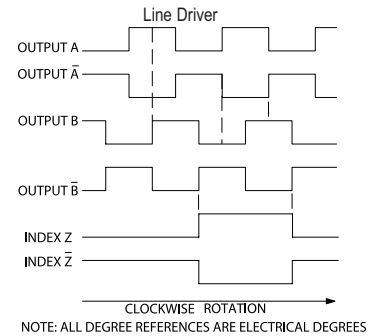 Line Driver
OUTPUT A
OUTPUT A̅
OUTPUT B
OUTPUT B̅
INDEX Z
INDEX Z̅
CLOCKWISE ROTATION
NOTE: ALL DEGREE REFERENCES ARE ELECTRICAL DEGREES